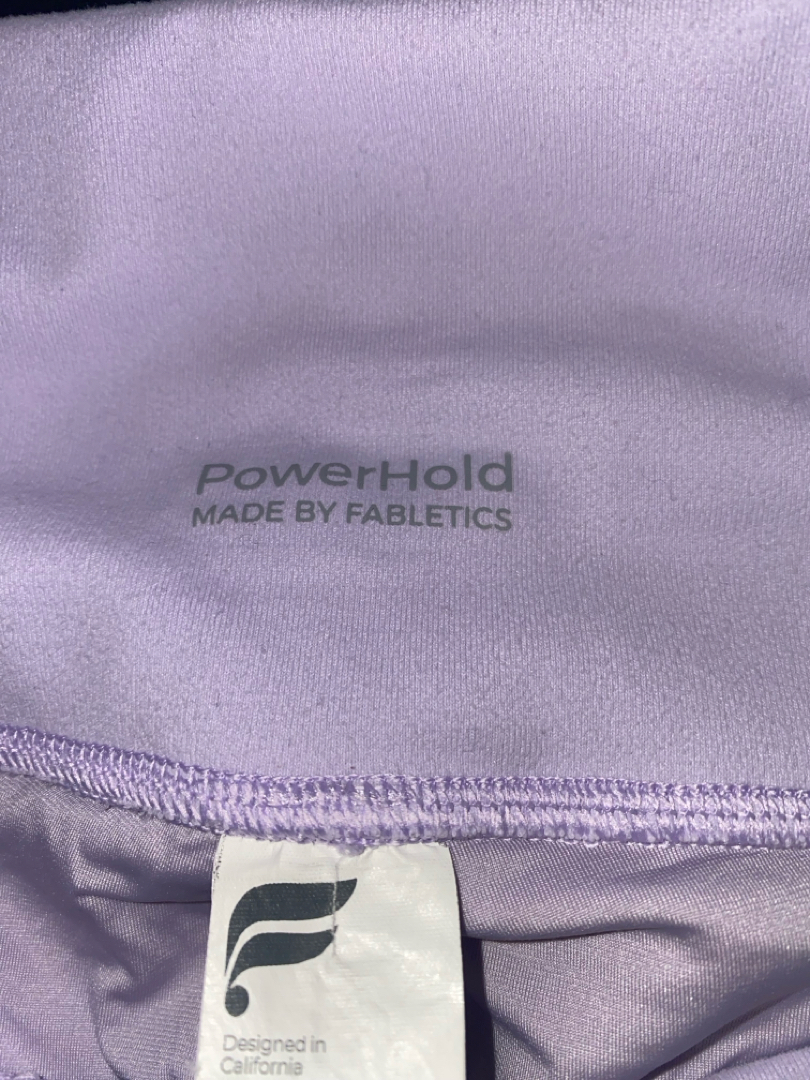 PowerHold
MADE BY FABLETICS
Designed in
California